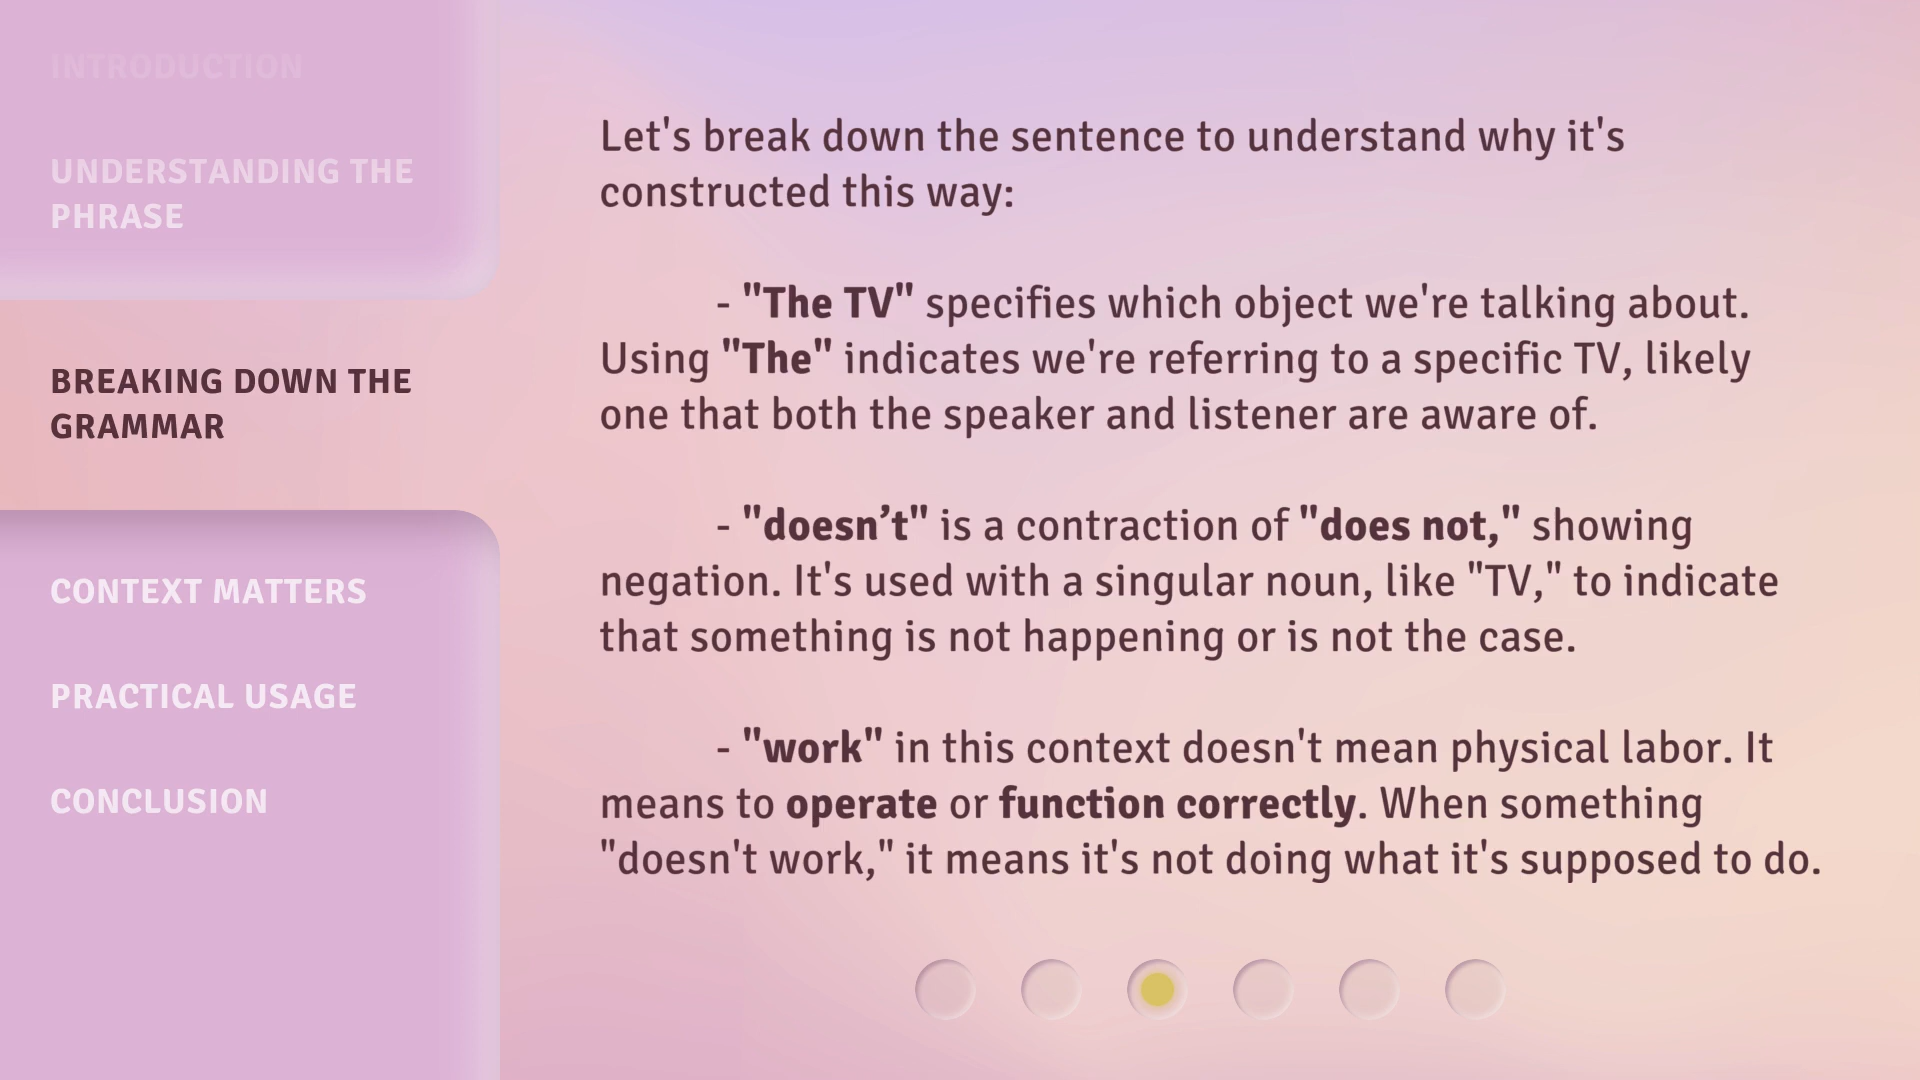 INTRODUCTION
UNDERSTANDING THE
PHRASE
BREAKING DOWN THE
GRAMMAR
CONTEXT MATTERS
PRACTICAL USAGE
CONCLUSION
Let's break down the sentence to understand why it's
constructed this way:
- "The TV" specifies which object we're talking about.
Using "The" indicates we're referring to a specific TV, likely
one that both the speaker and listener are aware of.
- "doesn’t" is a contraction of "does not," showing
negation. It's used with a singular noun, like "TV," to indicate
that something is not happening or is not the case.
- "work" in this context doesn't mean physical labor. It
means to operate or function correctly. When something
"doesn't work," it means it's not doing what it's supposed to do.